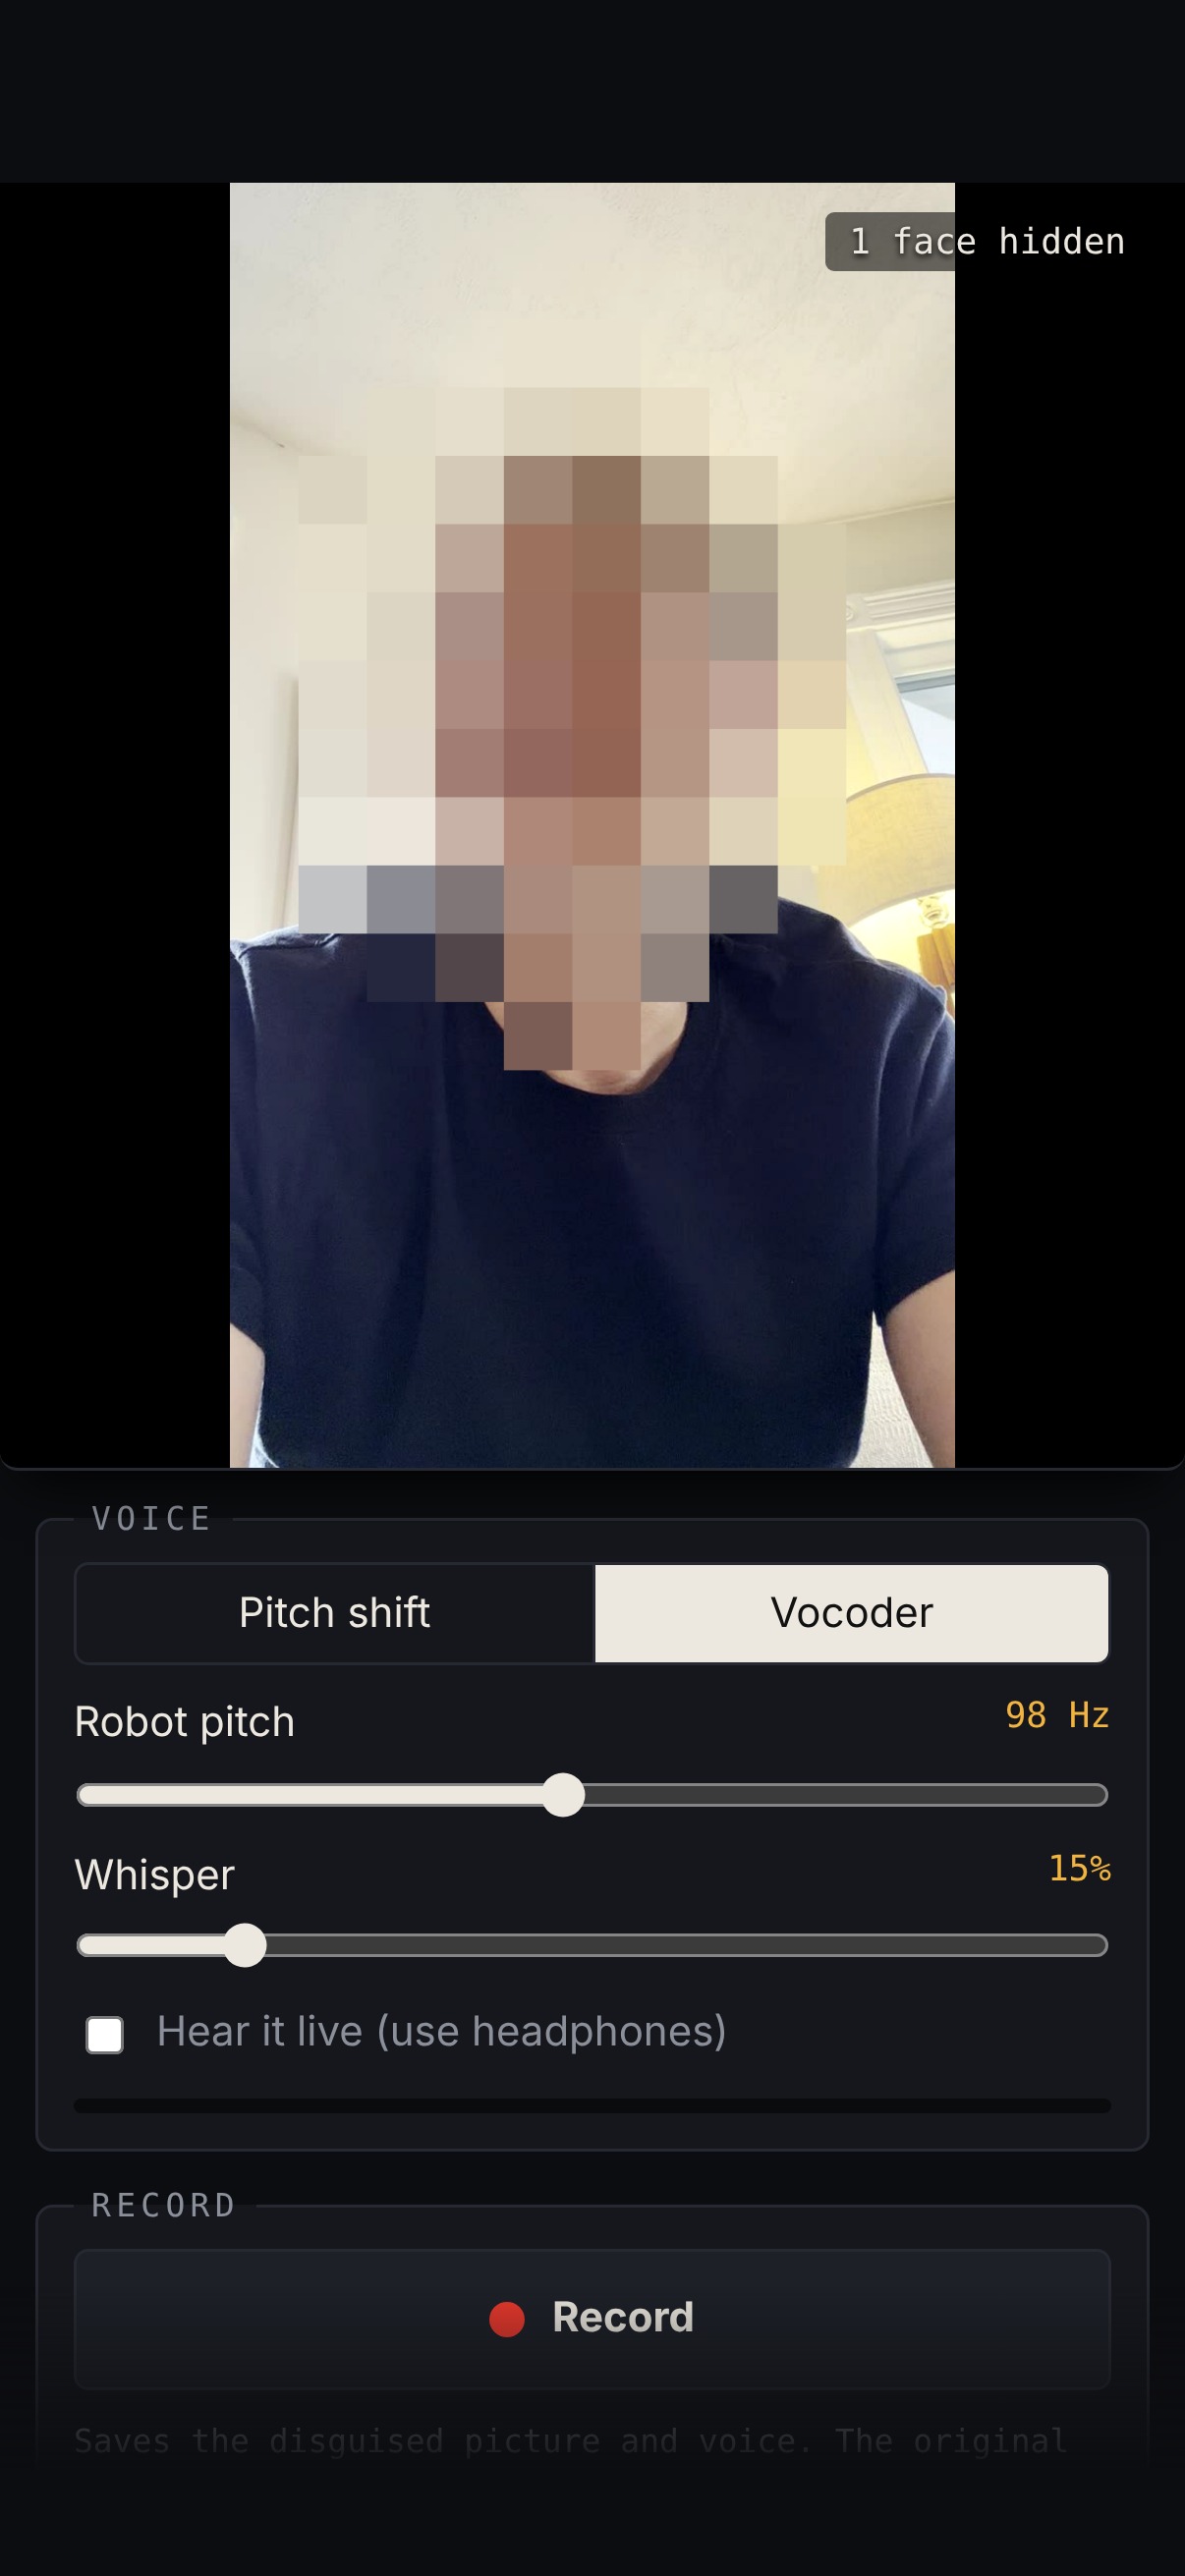 1 face hidden
VOICE
Pitch shift
Vocoder
Robot pitch
98 Hz
Whisper
15%
Hear it live (use headphones)
RECORD
Record
Saves the disguised picture and voice. The original